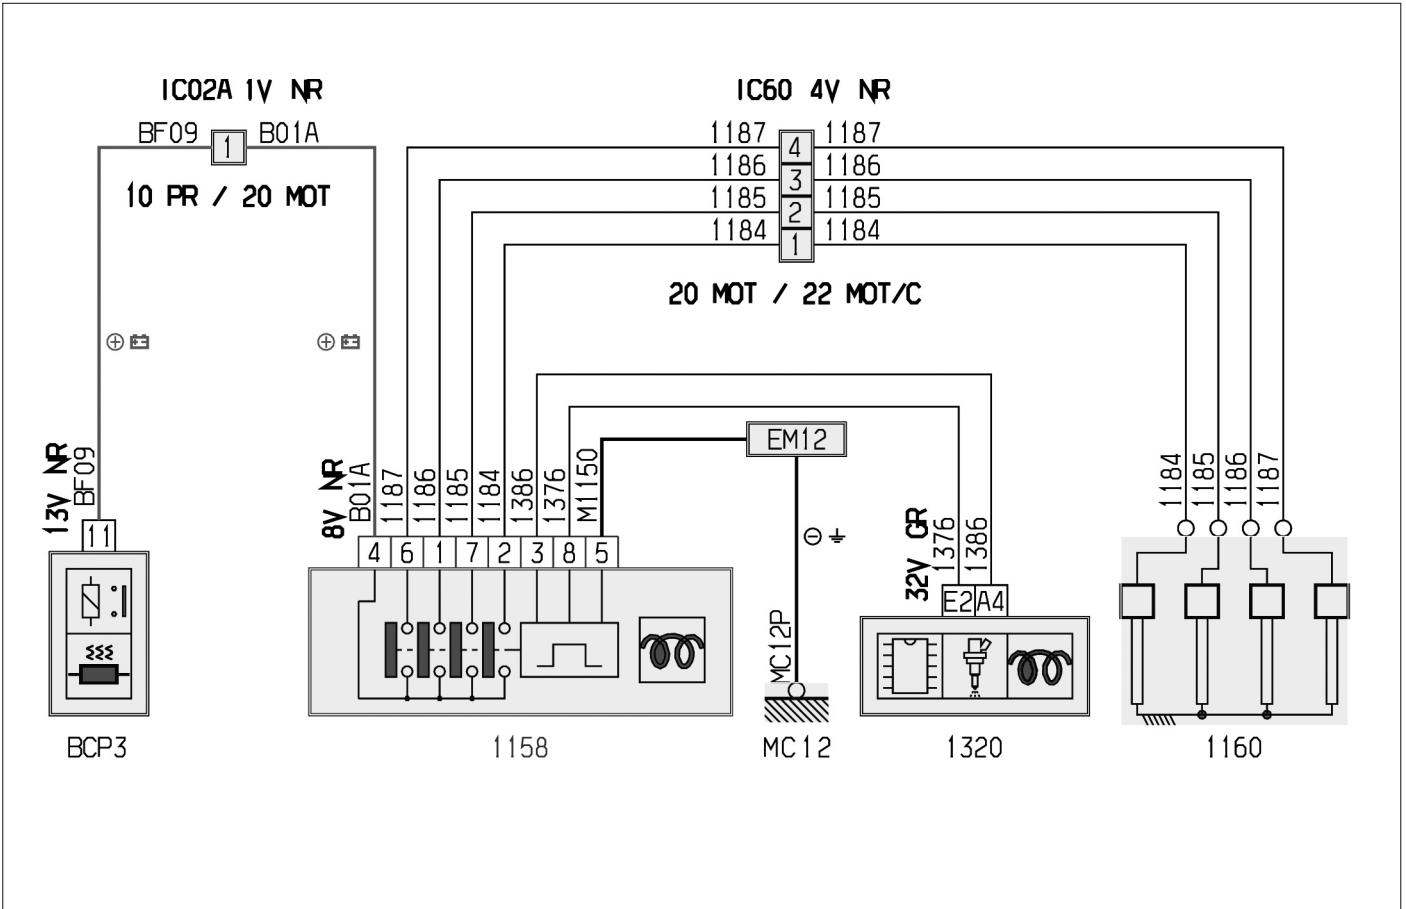 IC02A 1V NR
IC60 4V NR
BF09 1 B01A
10 PR / 20 MOT
1187 4 1187
1186 3 1186
1185 2 1185
1184 1 1184
20 MOT / 22 MOT/C
EM12
13V NR
BF09
8V NR
B01A
1187
1186
1185
1184
1386
1376
M1150
MC12P
32V GR
1376
1386
1184
1185
1186
1187
11
4 6 1 7 2 3 8 5
E2 A4
BCP3
1158
MC12
1320
1160